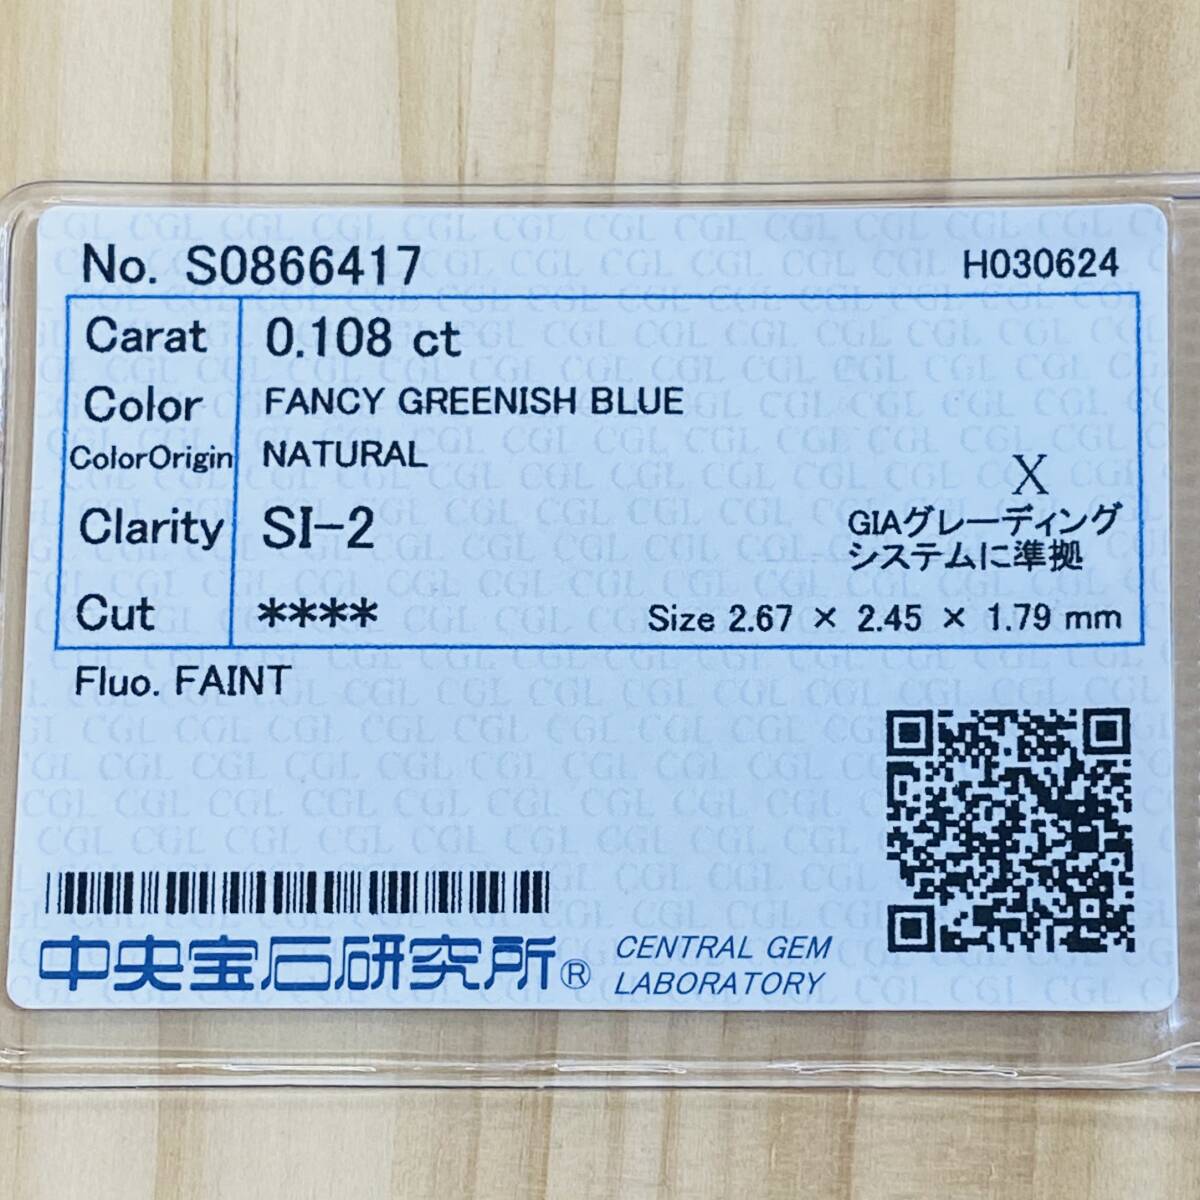 No. S0866417 H030624
Carat 0.108 ct
Color FANCY GREENISH BLUE
ColorOrigin NATURAL
X
Clarity SI-2
GIAグレーディング
システムに準拠
Cut **** Size 2.67 × 2.45 × 1.79 mm
Fluo. FAINT
中央宝石研究所® CENTRAL GEM
LABORATORY